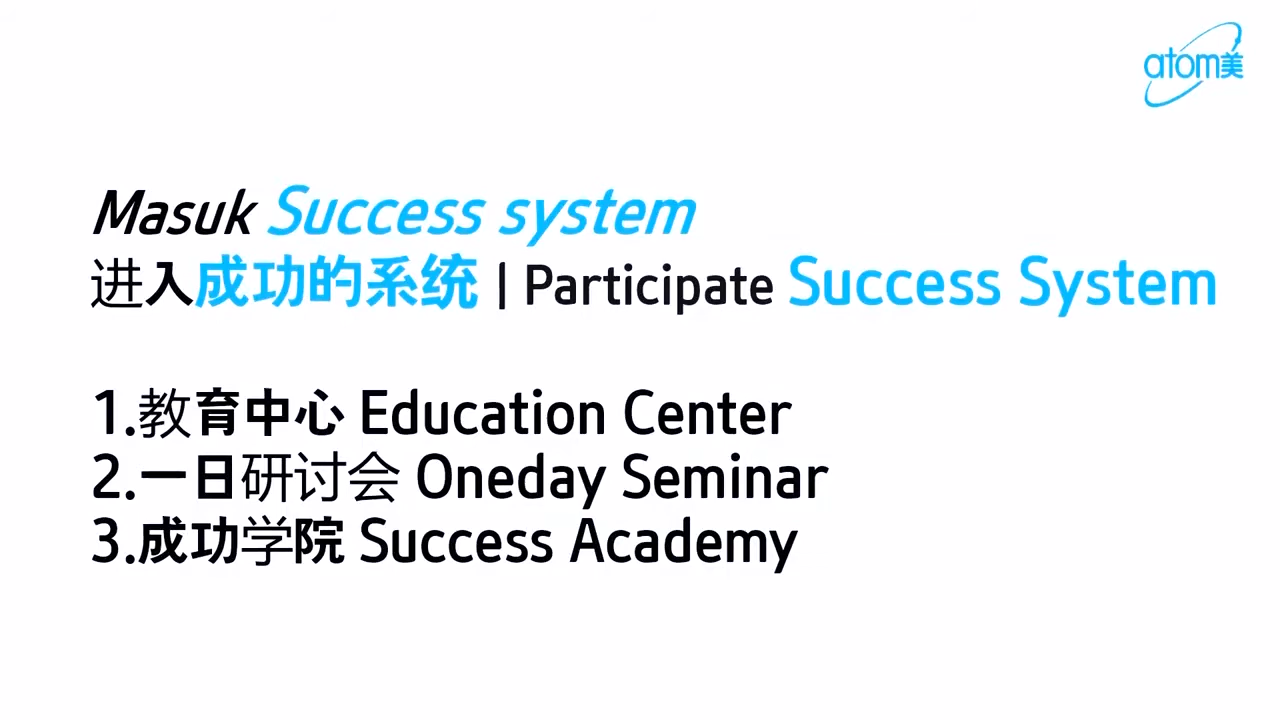 atom美
Masuk Success system
进入成功的系统 | Participate Success System
1.教育中心 Education Center
2.一日研讨会 Oneday Seminar
3.成功学院 Success Academy